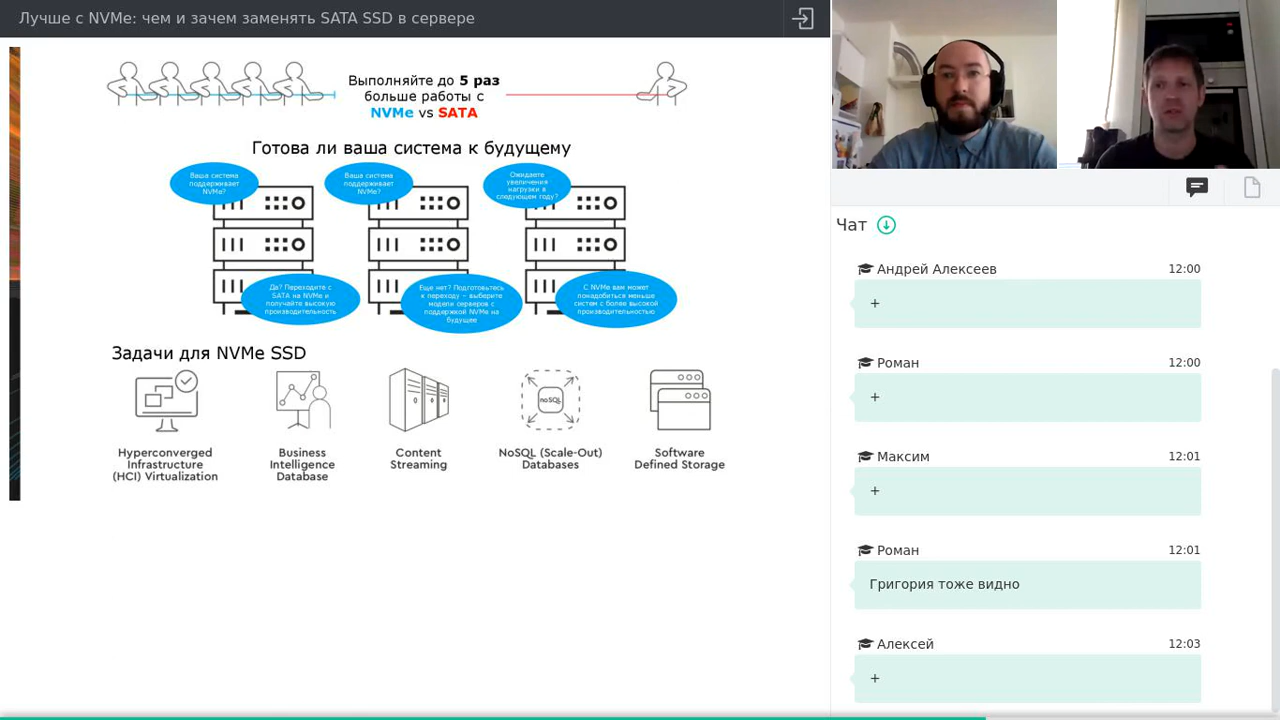 Лучше с NVMe: чем и зачем заменять SATA SSD в сервере
Выполняйте до 5 раз
больше работы с
NVMe vs SATA
Готова ли ваша система к будущему
Ваша система
поддерживает
NVMe?
Ваша система
поддерживает
NVMe?
Ожидаете
увеличения
нагрузки в
следующем году?
Да? Переходите с
SATA на NVMe и
получайте высокую
производительность
Еще нет? Подготовьтесь
к переходу – выберите
модели серверов с
поддержкой NVMe на
будущее
С NVMe вам может
понадобиться меньше
систем с более высокой
производительностью
Задачи для NVMe SSD
noSQL
Hyperconverged
Infrastructure
(HCI) Virtualization
Business
Intelligence
Database
Content
Streaming
NoSQL (Scale-Out)
Databases
Software
Defined Storage
Чат
Андрей Алексеев 12:00
+
Роман 12:00
+
Максим 12:01
+
Роман 12:01
Григория тоже видно
Алексей 12:03
+